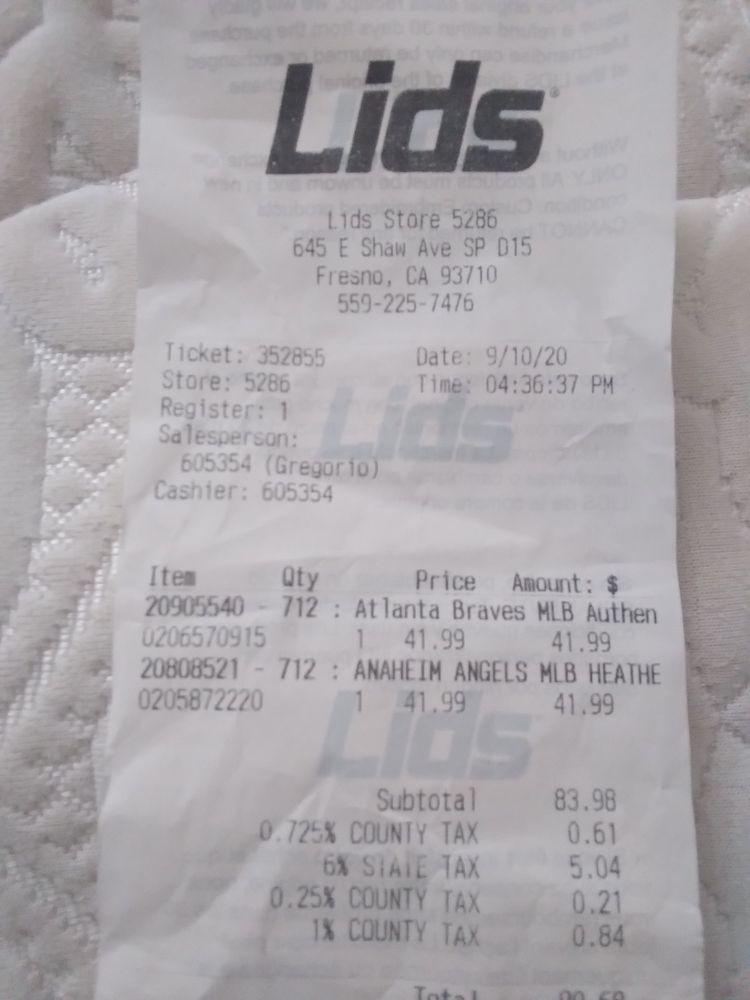 Lids®
Lids Store 5286
645 E Shaw Ave SP D15
Fresno, CA 93710
559-225-7476
Ticket: 352855 Date: 9/10/20
Store: 5286 Time: 04:36:37 PM
Register: 1
Salesperson:
605354 (Gregorio)
Cashier: 605354
Item Qty Price Amount: $
20905540 - 712 : Atlanta Braves MLB Authen
0206570915 1 41.99 41.99
20808521 - 712 : ANAHEIM ANGELS MLB HEATHE
0205872220 1 41.99 41.99
Subtotal 83.98
0.725% COUNTY TAX 0.61
6% STATE TAX 5.04
0.25% COUNTY TAX 0.21
1% COUNTY TAX 0.84
Total